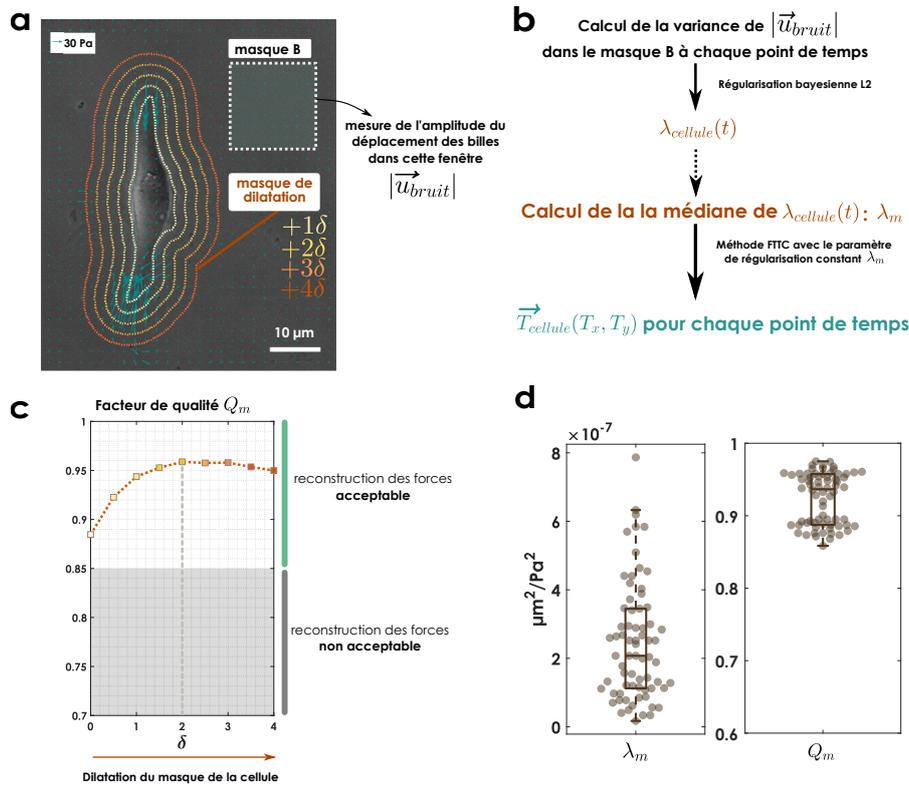 a
30 Pa
masque B
mesure de l'amplitude du
déplacement des billes
dans cette fenêtre
|u_bruit|
masque de
dilatation
+1δ
+2δ
+3δ
+4δ
10 µm
b
Calcul de la variance de |u_bruit|
dans le masque B à chaque point de temps
Régularisation bayesienne L2
λcellule(t)
Calcul de la la médiane de λcellule(t): λm
Méthode FTTC avec le paramètre
de régularisation constant λm
Tcellule(Tx, Ty) pour chaque point de temps
c
Facteur de qualité Qm
1
0.95
0.9
0.85
0.8
0.75
0.7
0 1 2 3 4
δ
Dilatation du masque de la cellule
reconstruction des forces
acceptable
reconstruction des forces
non acceptable
d
×10⁻⁷
8
6
4
2
0
µm²/Pa²
λm
1
0.9
0.8
0.7
0.6
Qm